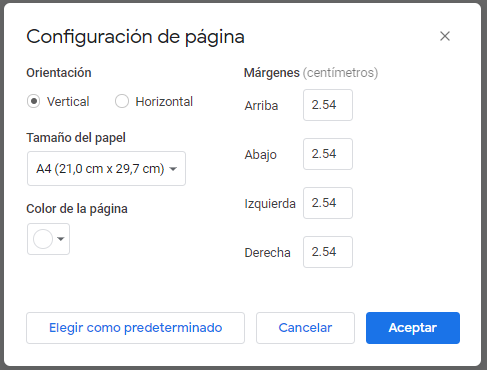 Configuración de página
Orientación
Vertical
Horizontal
Tamaño del papel
A4 (21,0 cm x 29,7 cm)
Color de la página
Márgenes (centímetros)
Arriba 2.54
Abajo 2.54
Izquierda 2.54
Derecha 2.54
Elegir como predeterminado
Cancelar
Aceptar